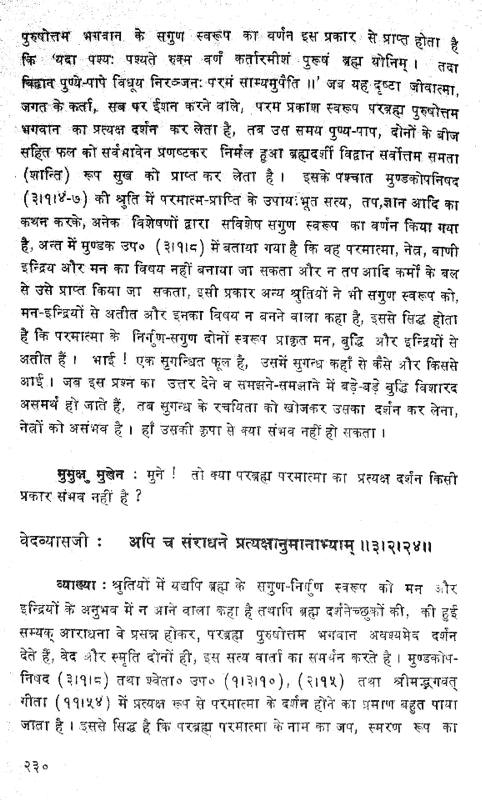 पुरुषोत्तम भगवान के सगुण स्वरूप का वर्णन इस प्रकार से प्राप्त होता है
कि 'यदा पश्यः पश्यते रुक्म वर्णं कर्तारमीशं पुरूषं ब्रह्म योनिम् । तदा
विद्वान पुण्ये-पापे विधूय निरञ्जनः परमं साम्यमुपैति ॥' जब यह दृष्टा जीवात्मा,
जगत के कर्ता, सब पर ईशन करने वाले, परम प्रकाश स्वरूप परब्रह्म पुरुषोत्तम
भगवान का प्रत्यक्ष दर्शन कर लेता है, तब उस समय पुण्य-पाप, दोनों के बीज
सहित फल को सर्वभावेन प्रणष्टकर निर्मल हुआ ब्रह्मदर्शी विद्वान सर्वोत्तम समता
(शान्ति) रूप सुख को प्राप्त कर लेता है । इसके पश्चात मुण्डकोपनिषद
(३।१।४-७) की श्रुति में परमात्म-प्राप्ति के उपायःभूत सत्य, तप,ज्ञान आदि का
कथन करके, अनेक विशेषणों द्वारा सविशेष सगुण स्वरूप का वर्णन किया गया
है, अन्त में मुण्डक उप० (३।१।८) में बताया गया है कि वह परमात्मा, नेत्र, वाणी
इन्द्रिय और मन का विषय नहीं बनाया जा सकता और न तप आदि कर्मों के बल
से उसे प्राप्त किया जा सकता, इसी प्रकार अन्य श्रुतियों ने भी सगुण स्वरूप को,
मन-इन्द्रियों से अतीत और इनका विषय न बनने वाला कहा है, इससे सिद्ध होता
है कि परमात्मा के निर्गुण-सगुण दोनों स्वरूप प्राकृत मन, बुद्धि और इन्द्रियों से
अतीत हैं । भाई ! एक सुगन्धित फूल है, उसमें सुगन्ध कहाँ से कैसे और किससे
आई । जब इस प्रश्न का उत्तर देने व समझने-समझाने में बड़े-बड़े बुद्धि विशारद
असमर्थ हो जाते हैं, तब सुगन्ध के रचयिता को खोजकर उसका दर्शन कर लेना,
नेत्रों को असंभव है । हाँ उसकी कृपा से क्या संभव नहीं हो सकता ।
मुमुक्षु मुखेन : मुने ! तो क्या परब्रह्म परमात्मा का प्रत्यक्ष दर्शन किसी
प्रकार संभव नहीं है ?
वेदव्यासजी : अपि च संराधने प्रत्यक्षानुमानाभ्याम् ॥३।२।२४॥
व्याख्या : श्रुतियों में यद्यपि ब्रह्म के सगुण-निर्गुण स्वरूप को मन और
इन्द्रियों के अनुभव में न आने वाला कहा है तथापि ब्रह्म दर्शनेच्छुकों की, की हुई
सम्यक् आराधना वे प्रसन्न होकर, परब्रह्म पुरुषोत्तम भगवान अवश्यमेव दर्शन
देते हैं, वेद और स्मृति दोनों ही, इस सत्य वार्ता का समर्थन करते है । मुण्डकोप-
निषद (३।१।८) तथा श्वेता० उप० (१।३।१०), (२।१५) तथा श्रीमद्भगवत्
गीता (११।५४) में प्रत्यक्ष रूप से परमात्मा के दर्शन होने का प्रमाण बहुत पाया
जाता है । इससे सिद्ध है कि परब्रह्म परमात्मा के नाम का जप, स्मरण रूप का
२३०